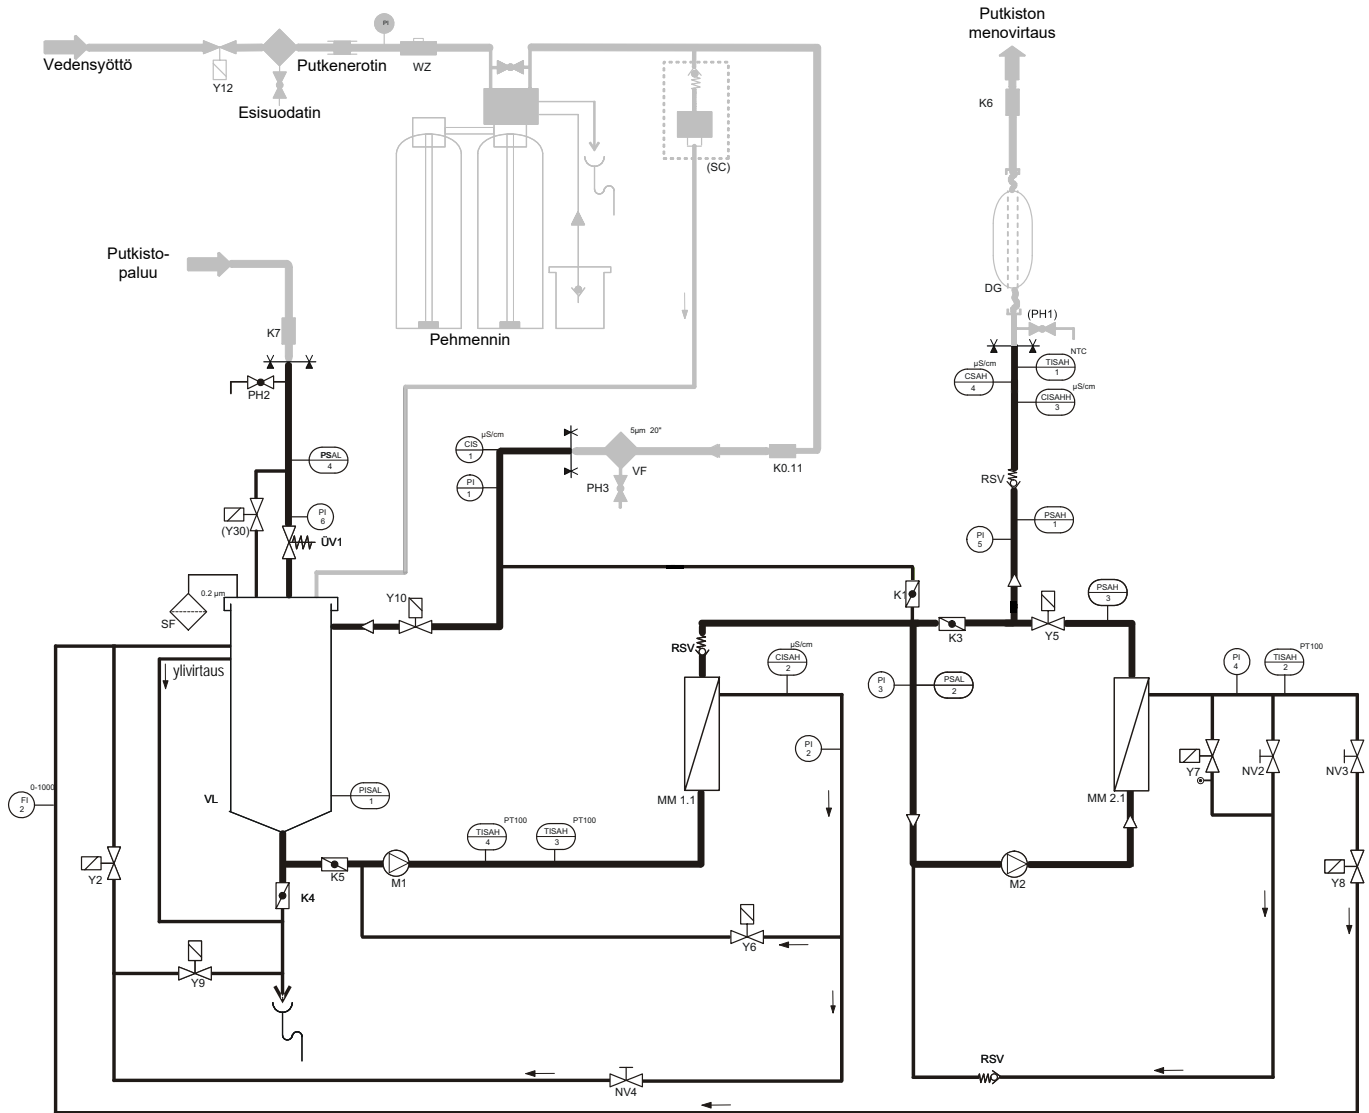 Putkiston
menovirtaus
PI
Vedensyöttö
Putkenerotin
WZ
Y12
Esisuodatin
K6
(SC)
Putkisto-
paluu
DG
(PH1)
K7
Pehmennin
NTC
TISAH
1
µS/cm
CSAH
4
µS/cm
CISAHH
3
PH2
CIS
1
µS/cm
5µm 20"
VF
K0.11
PSAL
4
PI
1
PH3
RSV
PI
6
(Y30)
ÜV1
PSAH
1
PI
5
0.2 µm
SF
Y10
K1
PSAH
3
K3
Y5
RSV
µS/cm
CISAH
2
ylivirtaus
PI
3
PSAL
2
PI
4
TISAH
2
PT100
PI
2
Y7
NV2
NV3
0-1000
FI
2
VL
PISAL
1
MM 1.1
MM 2.1
TISAH
4
PT100
TISAH
3
PT100
Y2
K5
M1
M2
Y8
K4
Y6
Y9
RSV
NV4